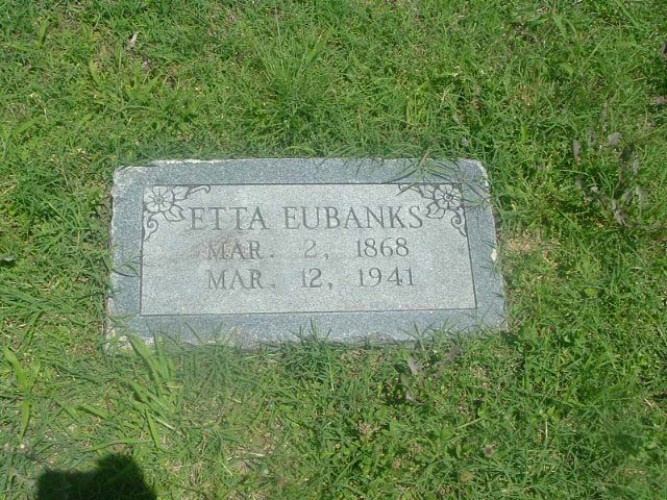 ETTA EUBANKS
MAR. 2, 1868
MAR. 12, 1941